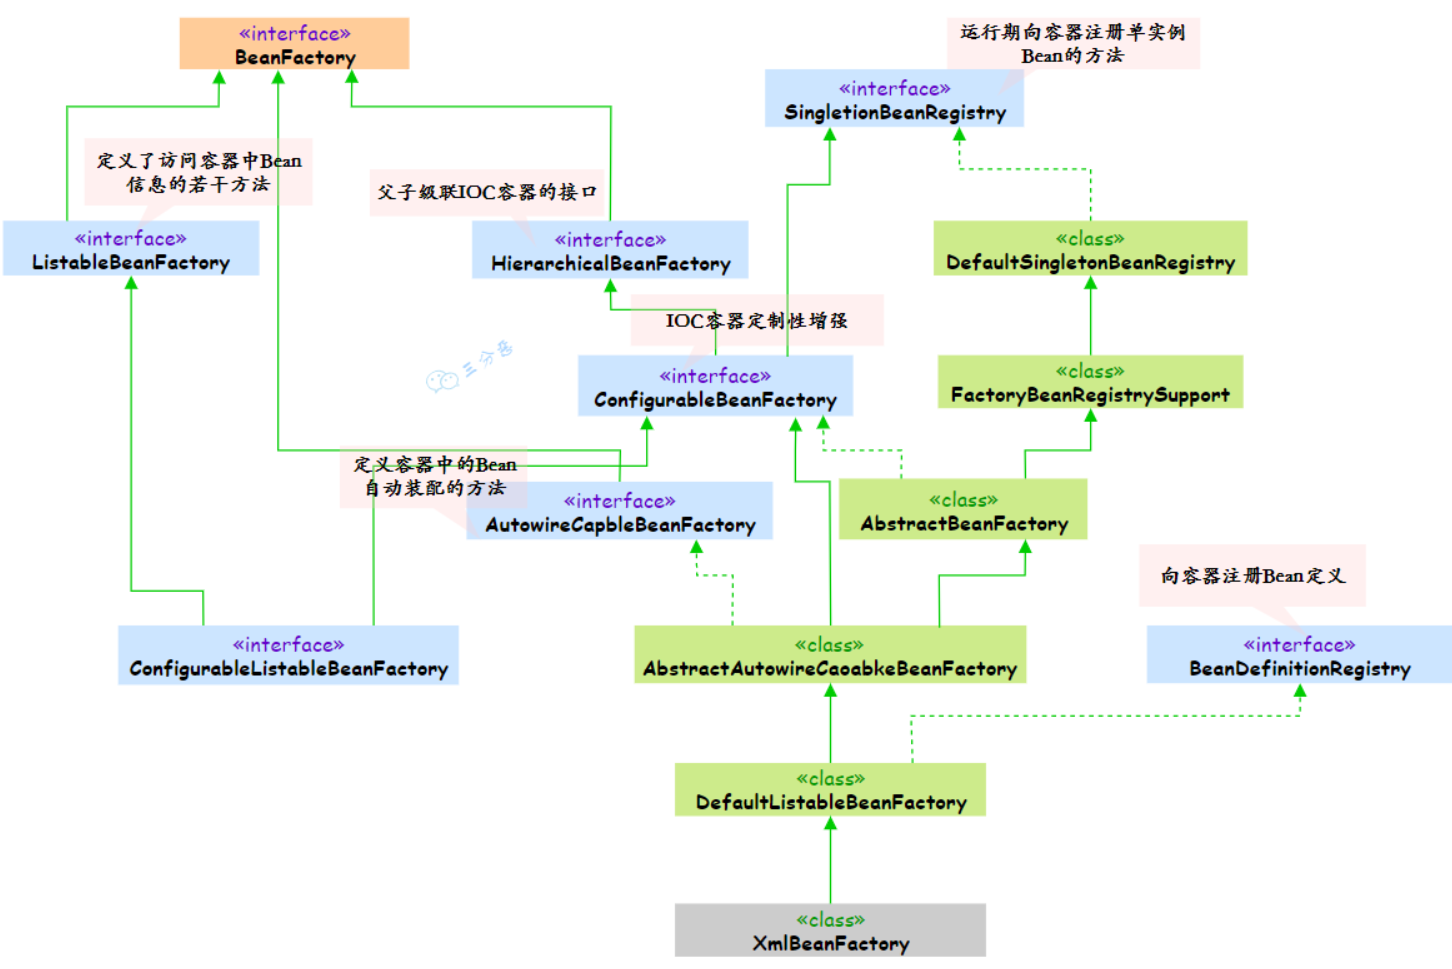 «interface»
BeanFactory
运行期向容器注册单实例
Bean的方法
«interface»
SingletionBeanRegistry
定义了访问容器中Bean
信息的若干方法
父子级联IOC容器的接口
«interface»
ListableBeanFactory
«interface»
HierarchicalBeanFactory
«class»
DefaultSingletonBeanRegistry
IOC容器定制性增强
三分恶
«interface»
ConfigurableBeanFactory
«class»
FactoryBeanRegistrySupport
定义容器中的Bean
自动装配的方法
«interface»
AutowireCapbleBeanFactory
«class»
AbstractBeanFactory
向容器注册Bean定义
«interface»
ConfigurableListableBeanFactory
«class»
AbstractAutowireCaoabkeBeanFactory
«interface»
BeanDefinitionRegistry
«class»
DefaultListableBeanFactory
«class»
XmlBeanFactory